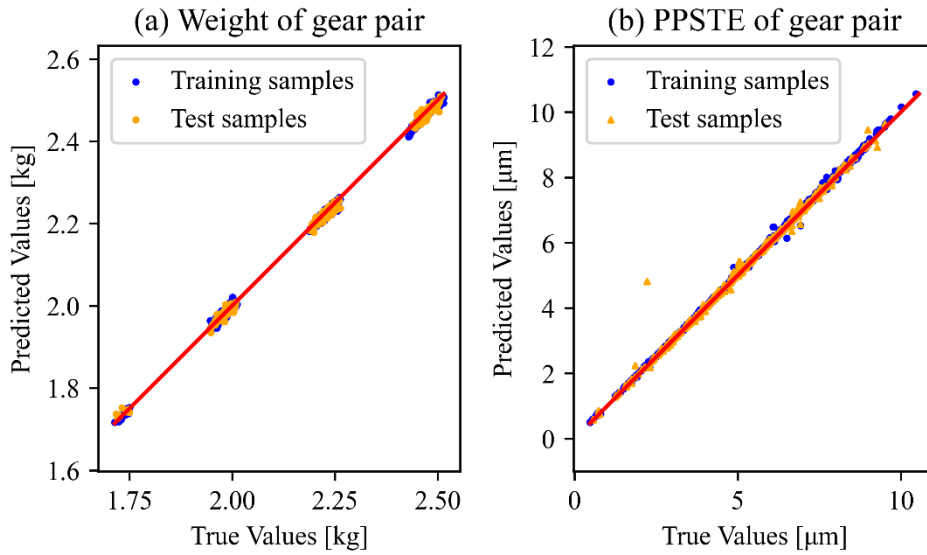 (a) Weight of gear pair
2.6
2.4
2.2
2.0
1.8
1.6
Predicted Values [kg]
Training samples
Test samples
1.75
2.00
2.25
2.50
True Values [kg]
(b) PPSTE of gear pair
12
10
8
6
4
2
0
Predicted Values [μm]
Training samples
Test samples
0
5
10
True Values [μm]